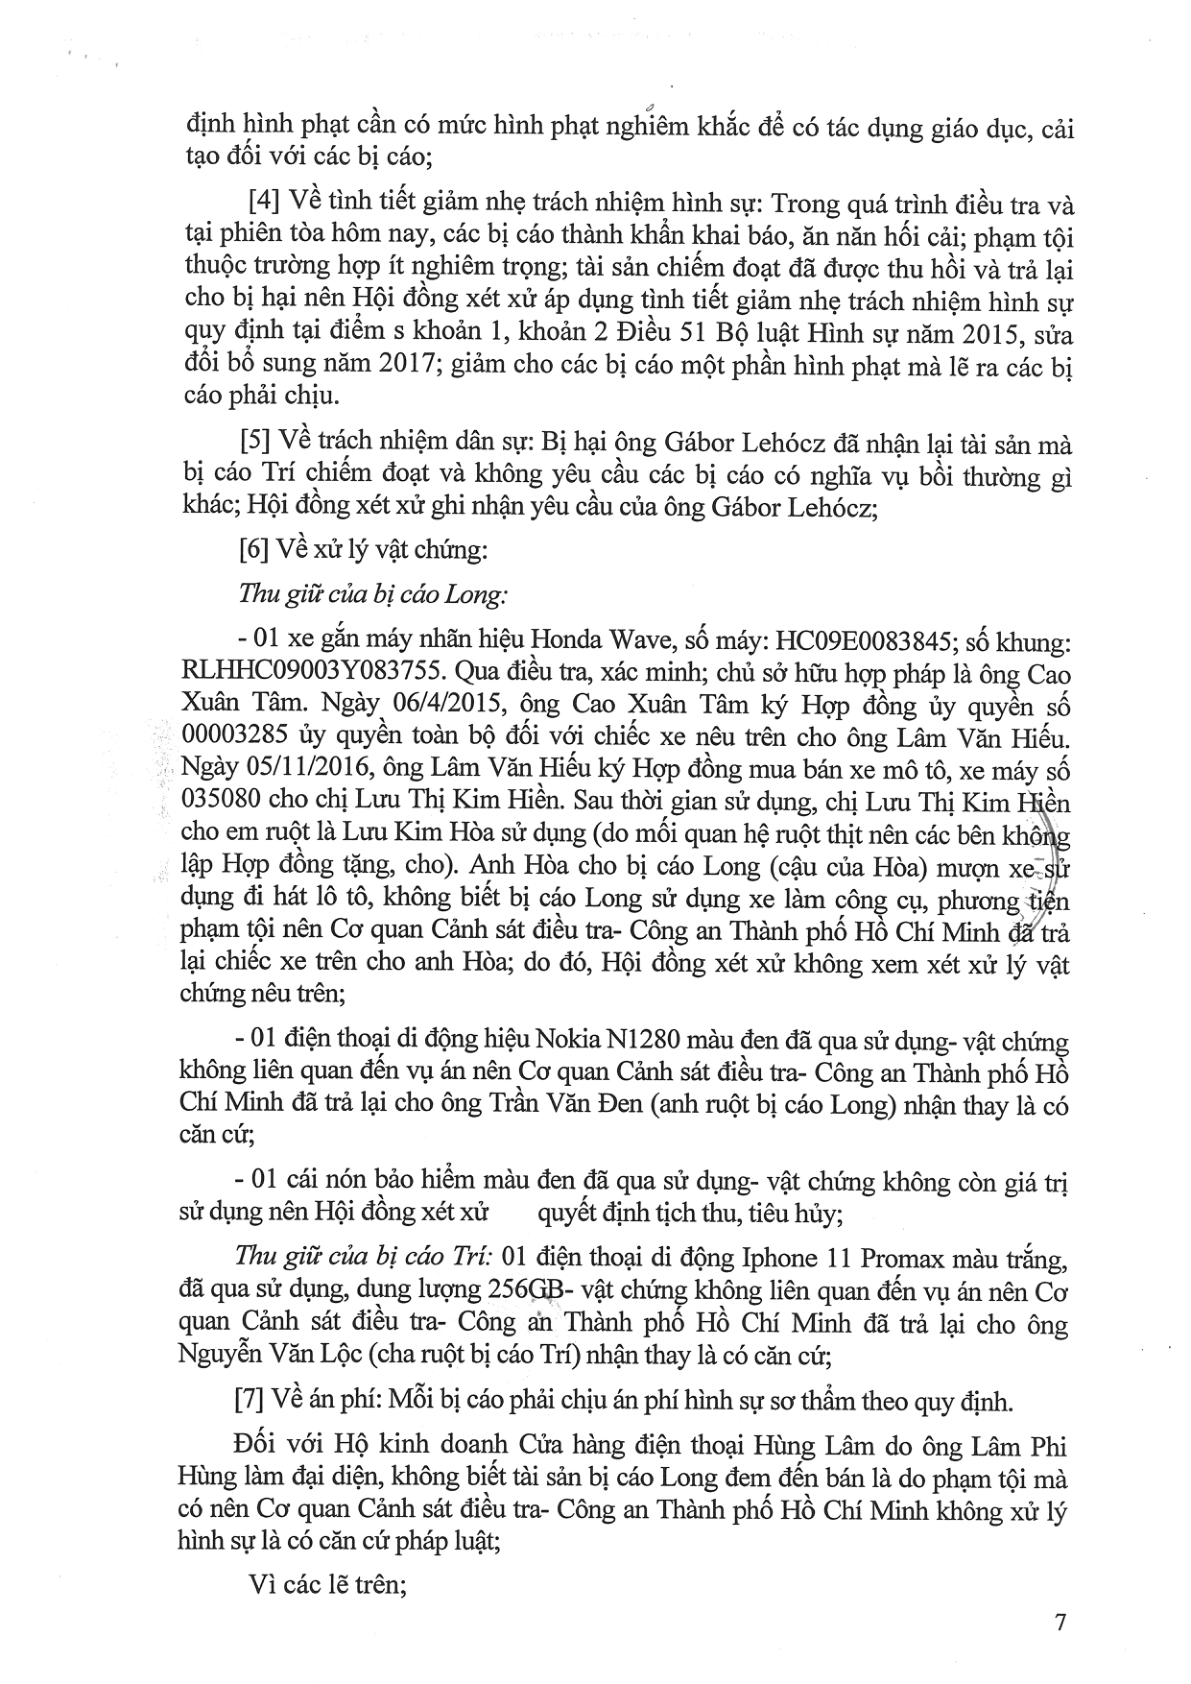 định hình phạt cần có mức hình phạt nghiêm khắc để có tác dụng giáo dục, cải
tạo đối với các bị cáo;
[4] Về tình tiết giảm nhẹ trách nhiệm hình sự: Trong quá trình điều tra và
tại phiên tòa hôm nay, các bị cáo thành khẩn khai báo, ăn năn hối cải; phạm tội
thuộc trường hợp ít nghiêm trọng; tài sản chiếm đoạt đã được thu hồi và trả lại
cho bị hại nên Hội đồng xét xử áp dụng tình tiết giảm nhẹ trách nhiệm hình sự
quy định tại điểm s khoản 1, khoản 2 Điều 51 Bộ luật Hình sự năm 2015, sửa
đổi bổ sung năm 2017; giảm cho các bị cáo một phần hình phạt mà lẽ ra các bị
cáo phải chịu.
[5] Về trách nhiệm dân sự: Bị hại ông Gábor Lehócz đã nhận lại tài sản mà
bị cáo Trí chiếm đoạt và không yêu cầu các bị cáo có nghĩa vụ bồi thường gì
khác; Hội đồng xét xử ghi nhận yêu cầu của ông Gábor Lehócz;
[6] Về xử lý vật chứng:
Thu giữ của bị cáo Long:
- 01 xe gắn máy nhãn hiệu Honda Wave, số máy: HC09E0083845; số khung:
RLHHC09003Y083755. Qua điều tra, xác minh; chủ sở hữu hợp pháp là ông Cao
Xuân Tâm. Ngày 06/4/2015, ông Cao Xuân Tâm ký Hợp đồng ủy quyền số
00003285 ủy quyền toàn bộ đối với chiếc xe nêu trên cho ông Lâm Văn Hiếu.
Ngày 05/11/2016, ông Lâm Văn Hiếu ký Hợp đồng mua bán xe mô tô, xe máy số
035080 cho chị Lưu Thị Kim Hiền. Sau thời gian sử dụng, chị Lưu Thị Kim Hiền
cho em ruột là Lưu Kim Hòa sử dụng (do mối quan hệ ruột thịt nên các bên không
lập Hợp đồng tặng, cho). Anh Hòa cho bị cáo Long (cậu của Hòa) mượn xe sử
dụng đi hát lô tô, không biết bị cáo Long sử dụng xe làm công cụ, phương tiện
phạm tội nên Cơ quan Cảnh sát điều tra- Công an Thành phố Hồ Chí Minh đã trả
lại chiếc xe trên cho anh Hòa; do đó, Hội đồng xét xử không xem xét xử lý vật
chứng nêu trên;
- 01 điện thoại di động hiệu Nokia N1280 màu đen đã qua sử dụng- vật chứng
không liên quan đến vụ án nên Cơ quan Cảnh sát điều tra- Công an Thành phố Hồ
Chí Minh đã trả lại cho ông Trần Văn Đen (anh ruột bị cáo Long) nhận thay là có
căn cứ;
- 01 cái nón bảo hiểm màu đen đã qua sử dụng- vật chứng không còn giá trị
sử dụng nên Hội đồng xét xử quyết định tịch thu, tiêu hủy;
Thu giữ của bị cáo Trí: 01 điện thoại di động Iphone 11 Promax màu trắng,
đã qua sử dụng, dung lượng 256GB- vật chứng không liên quan đến vụ án nên Cơ
quan Cảnh sát điều tra- Công an Thành phố Hồ Chí Minh đã trả lại cho ông
Nguyễn Văn Lộc (cha ruột bị cáo Trí) nhận thay là có căn cứ;
[7] Về án phí: Mỗi bị cáo phải chịu án phí hình sự sơ thẩm theo quy định.
Đối với Hộ kinh doanh Cửa hàng điện thoại Hùng Lâm do ông Lâm Phi
Hùng làm đại diện, không biết tài sản bị cáo Long đem đến bán là do phạm tội mà
có nên Cơ quan Cảnh sát điều tra- Công an Thành phố Hồ Chí Minh không xử lý
hình sự là có căn cứ pháp luật;
Vì các lẽ trên;
7